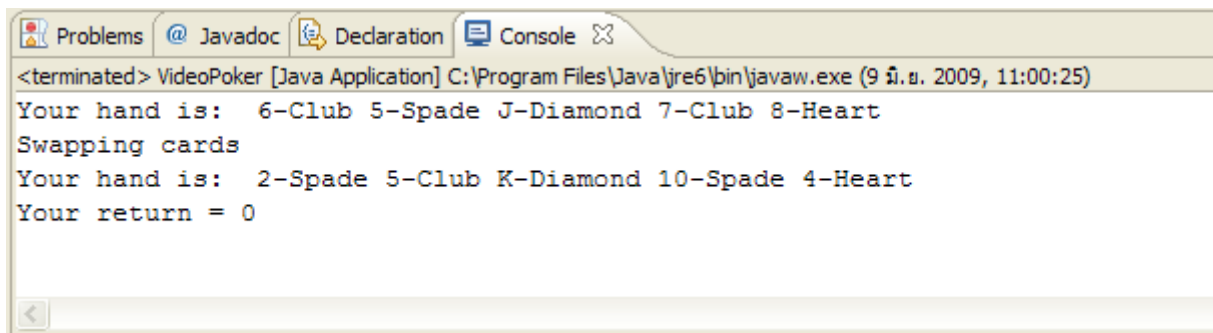 Problems @ Javadoc Declaration Console
<terminated> VideoPoker [Java Application] C:\Program Files\Java\jre6\bin\javaw.exe (9 มิ.ย. 2009, 11:00:25)
Your hand is:  6-Club 5-Spade J-Diamond 7-Club 8-Heart
Swapping cards
Your hand is:  2-Spade 5-Club K-Diamond 10-Spade 4-Heart
Your return = 0